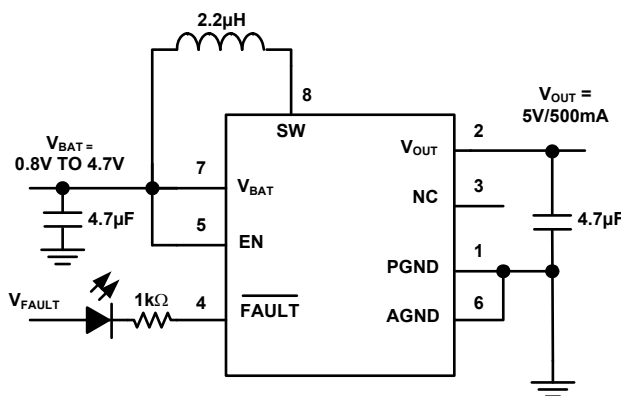 2.2µH
8
SW
V_OUT =
5V/500mA
V_BAT =
0.8V TO 4.7V
7
V_BAT
V_OUT
2
NC
3
4.7µF
5
EN
4.7µF
PGND
1
V_FAULT
1kΩ
4
FAULT
AGND
6